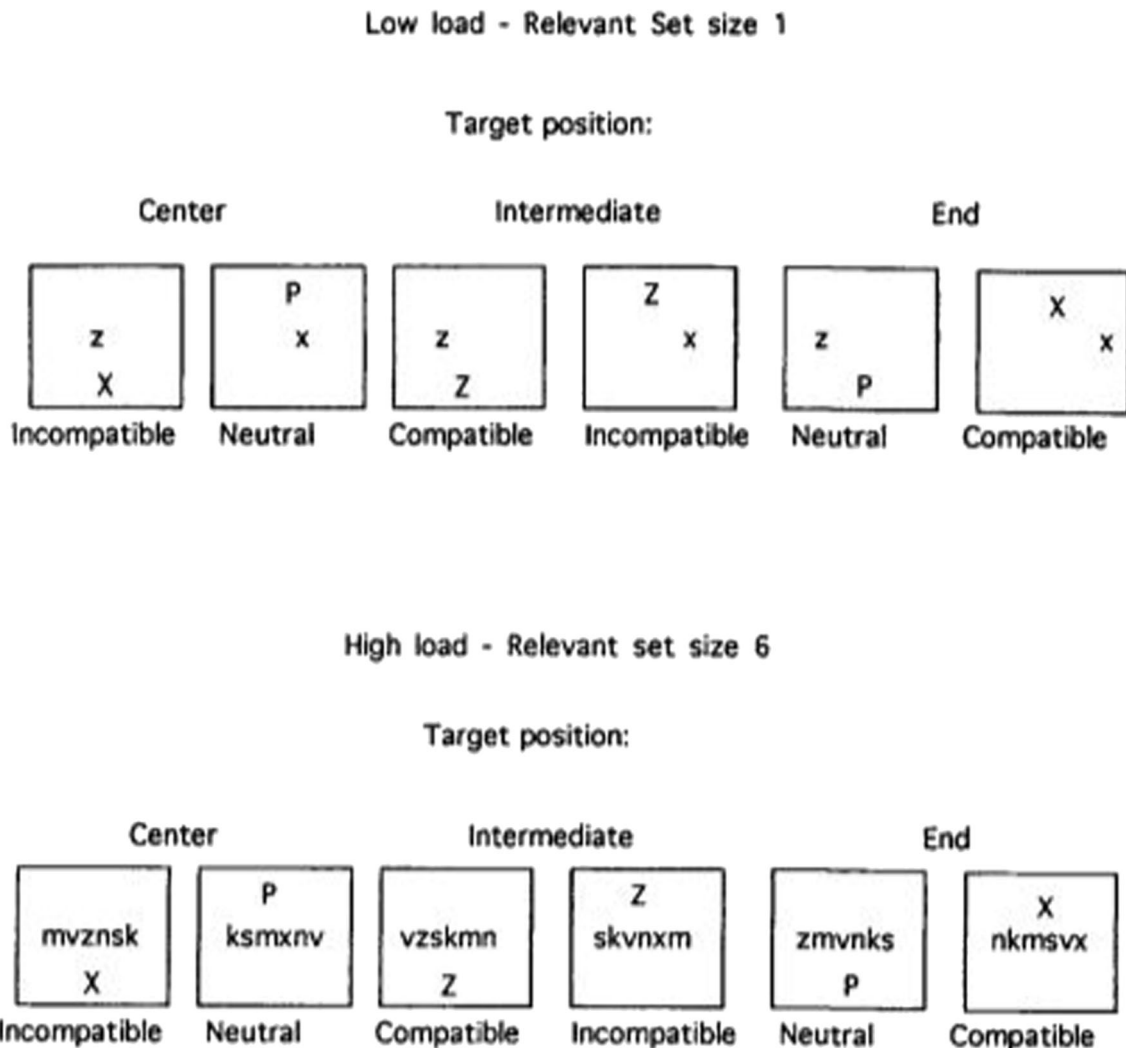 Low load - Relevant Set size 1
Target position:
Center Intermediate End
P Z X
z x z x z x
X Z P
Incompatible Neutral Compatible Incompatible Neutral Compatible
High load - Relevant set size 6
Target position:
Center Intermediate End
P Z X
mvznsk ksmxnv vzskmn skvnxm zmvnks nkmsvx
X Z P
Incompatible Neutral Compatible Incompatible Neutral Compatible